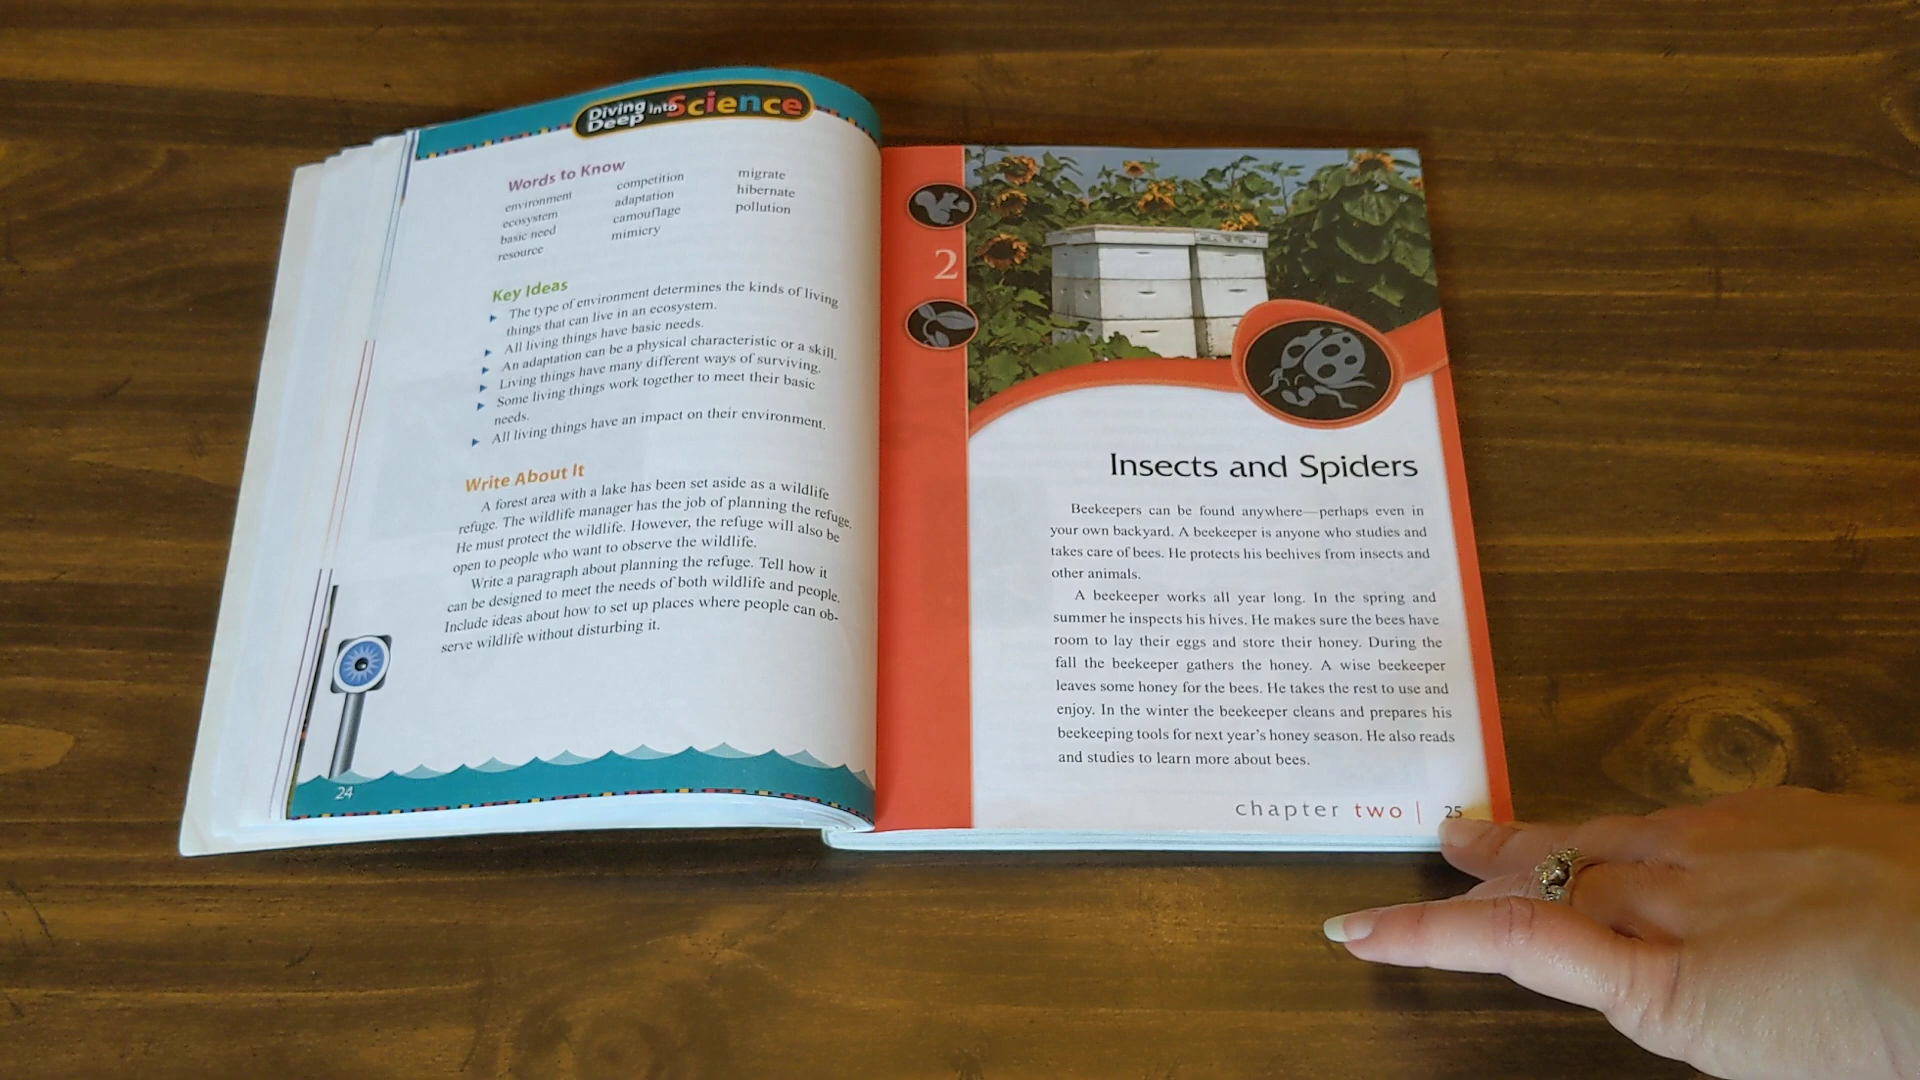 Diving Deep into Science
Words to Know
environment
ecosystem
basic need
resource
competition
adaptation
camouflage
mimicry
migrate
hibernate
pollution
Key Ideas
The type of environment determines the kinds of living
things that can live in an ecosystem.
All living things have basic needs.
An adaptation can be a physical characteristic or a skill.
Living things have many different ways of surviving.
Some living things work together to meet their basic
needs.
All living things have an impact on their environment.
Write About It
A forest area with a lake has been set aside as a wildlife
refuge. The wildlife manager has the job of planning the refuge.
He must protect the wildlife. However, the refuge will also be
open to people who want to observe the wildlife.
Write a paragraph about planning the refuge. Tell how it
can be designed to meet the needs of both wildlife and people.
Include ideas about how to set up places where people can ob-
serve wildlife without disturbing it.
24
2
Insects and Spiders
Beekeepers can be found anywhere—perhaps even in
your own backyard. A beekeeper is anyone who studies and
takes care of bees. He protects his beehives from insects and
other animals.
A beekeeper works all year long. In the spring and
summer he inspects his hives. He makes sure the bees have
room to lay their eggs and store their honey. During the
fall the beekeeper gathers the honey. A wise beekeeper
leaves some honey for the bees. He takes the rest to use and
enjoy. In the winter the beekeeper cleans and prepares his
beekeeping tools for next year's honey season. He also reads
and studies to learn more about bees.
chapter two | 25